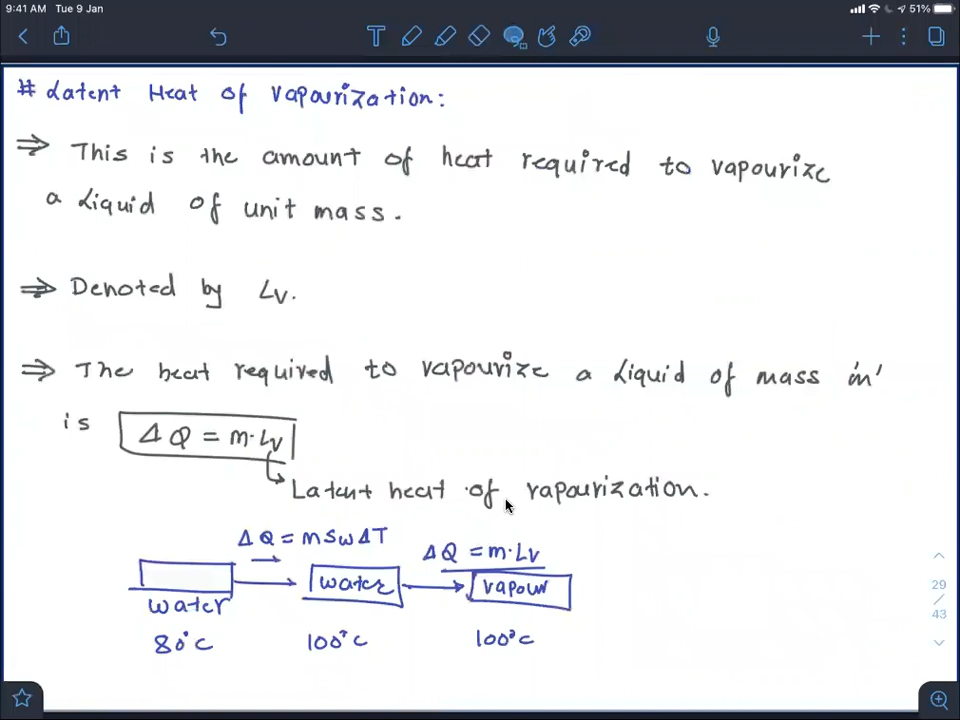 9:41 AM Tue 9 Jan
51%
# Latent Heat of Vapourization:
⇒ This is the amount of heat required to vapourize
a Liquid of unit mass.
⇒ Denoted by Lv.
⇒ The heat required to vapourize a Liquid of mass 'm'
is ΔQ = m·Lv
Latent heat of vapourization.
ΔQ = mSwΔT
ΔQ = m·Lv
water
vapour
water
80°C
100°C
100°C
29
/
43